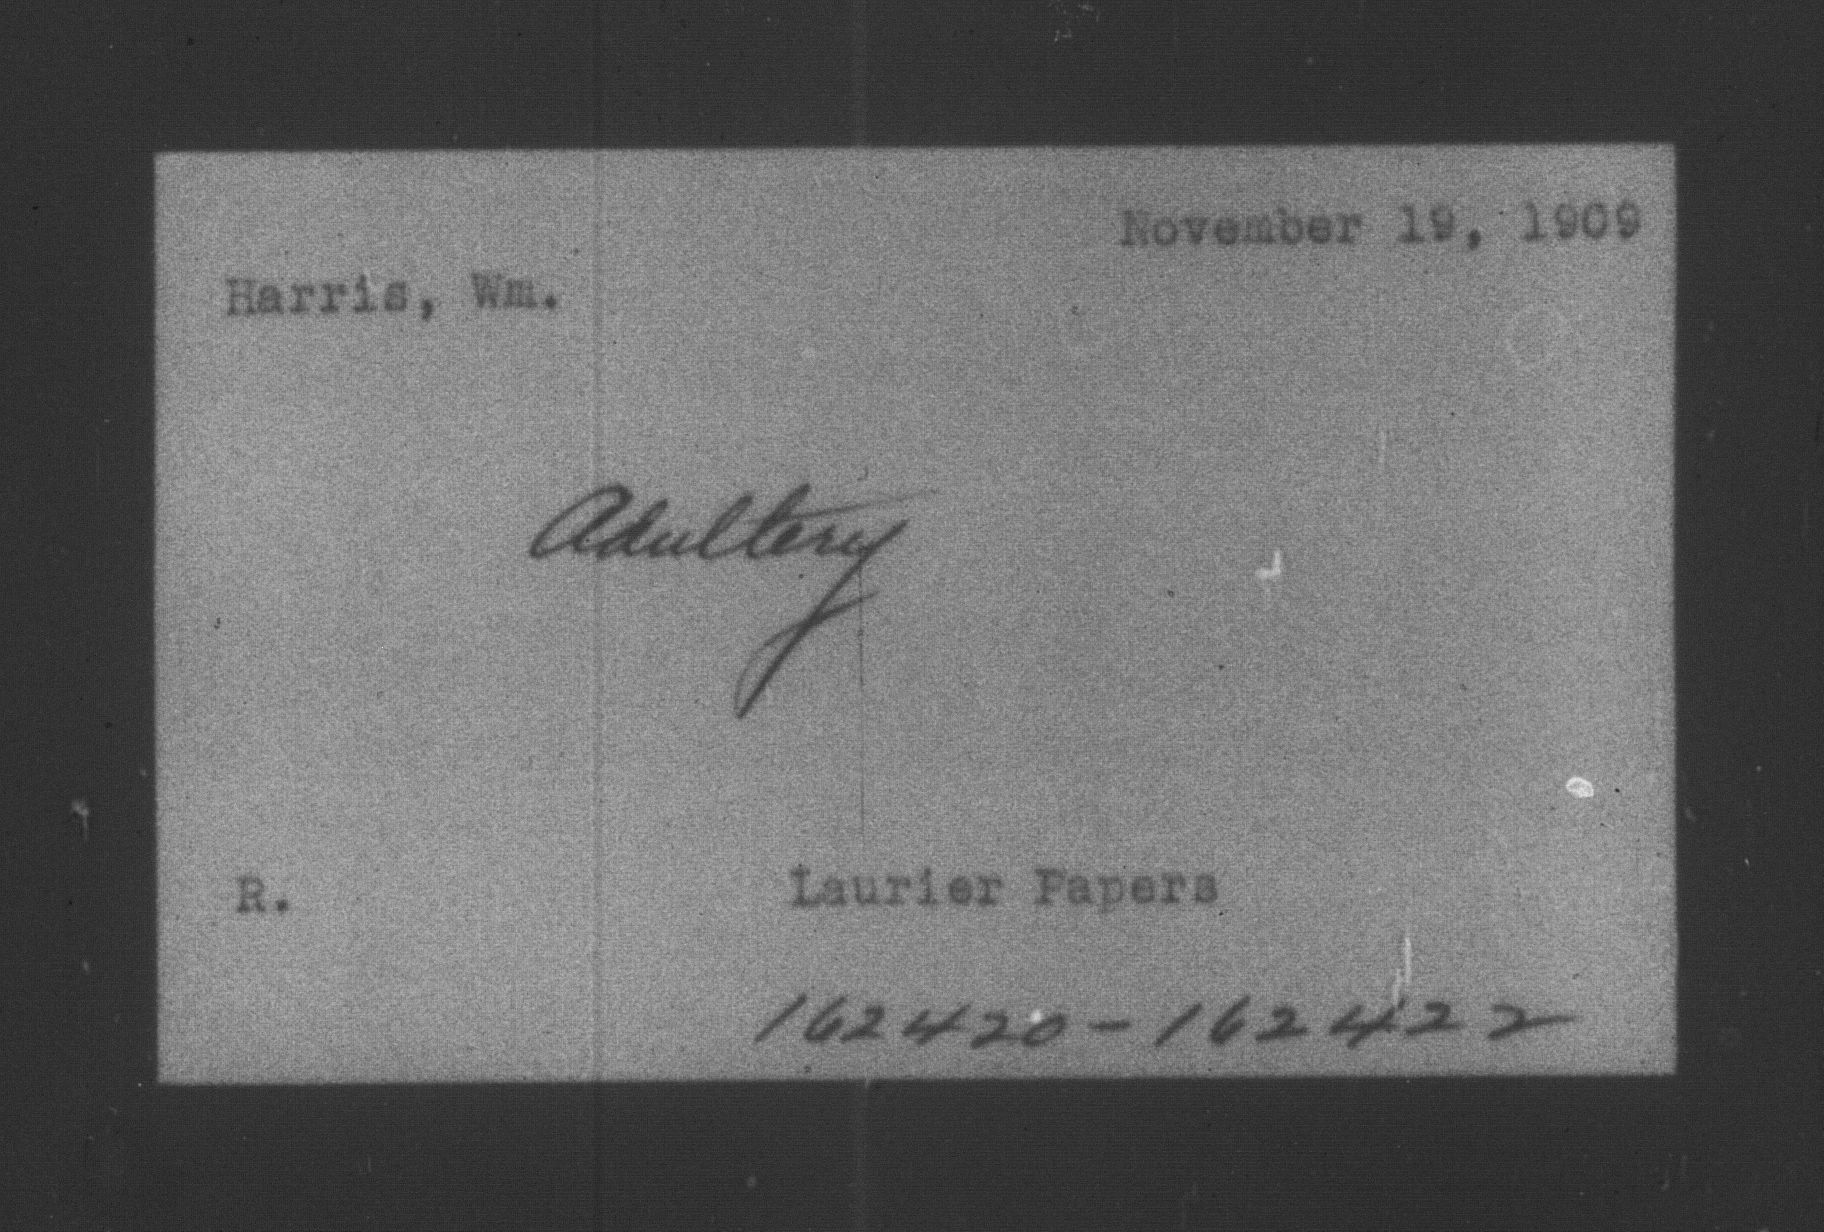 November 19, 1909
Harris, Wm.
Adultery
R.
Laurier Papers
162420-162422